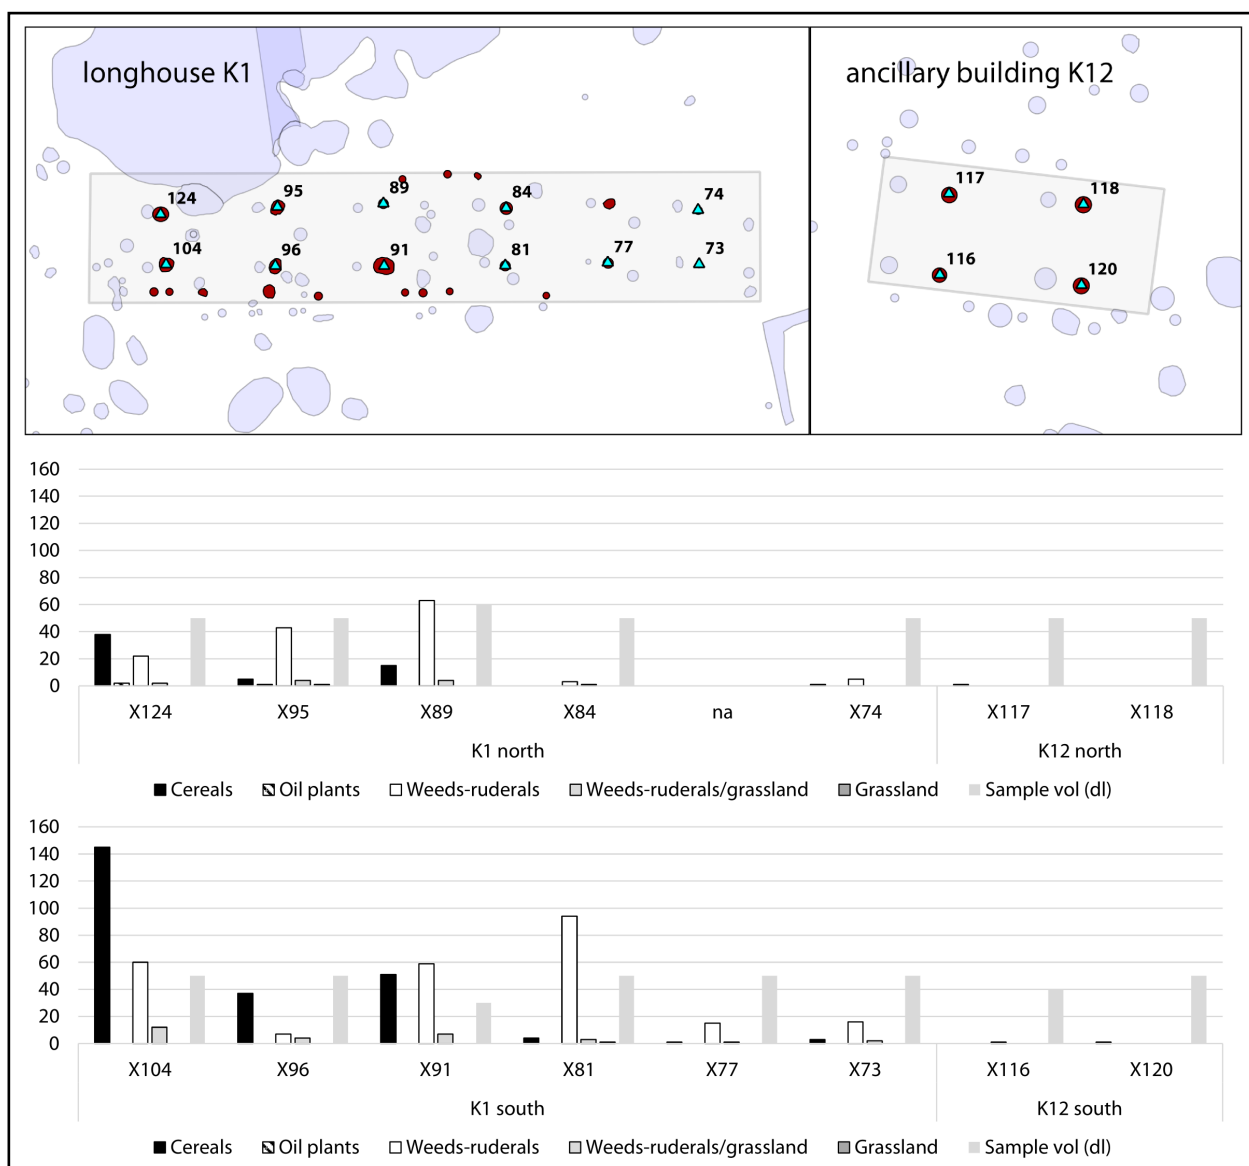 longhouse K1
ancillary building K12
124 95 89 84 74
104 96 91 81 77 73
117 118
116 120
160
140
120
100
80
60
40
20
0
X124 X95 X89 X84 na X74 X117 X118
K1 north K12 north
Cereals Oil plants Weeds-ruderals Weeds-ruderals/grassland Grassland Sample vol (dl)
160
140
120
100
80
60
40
20
0
X104 X96 X91 X81 X77 X73 X116 X120
K1 south K12 south
Cereals Oil plants Weeds-ruderals Weeds-ruderals/grassland Grassland Sample vol (dl)